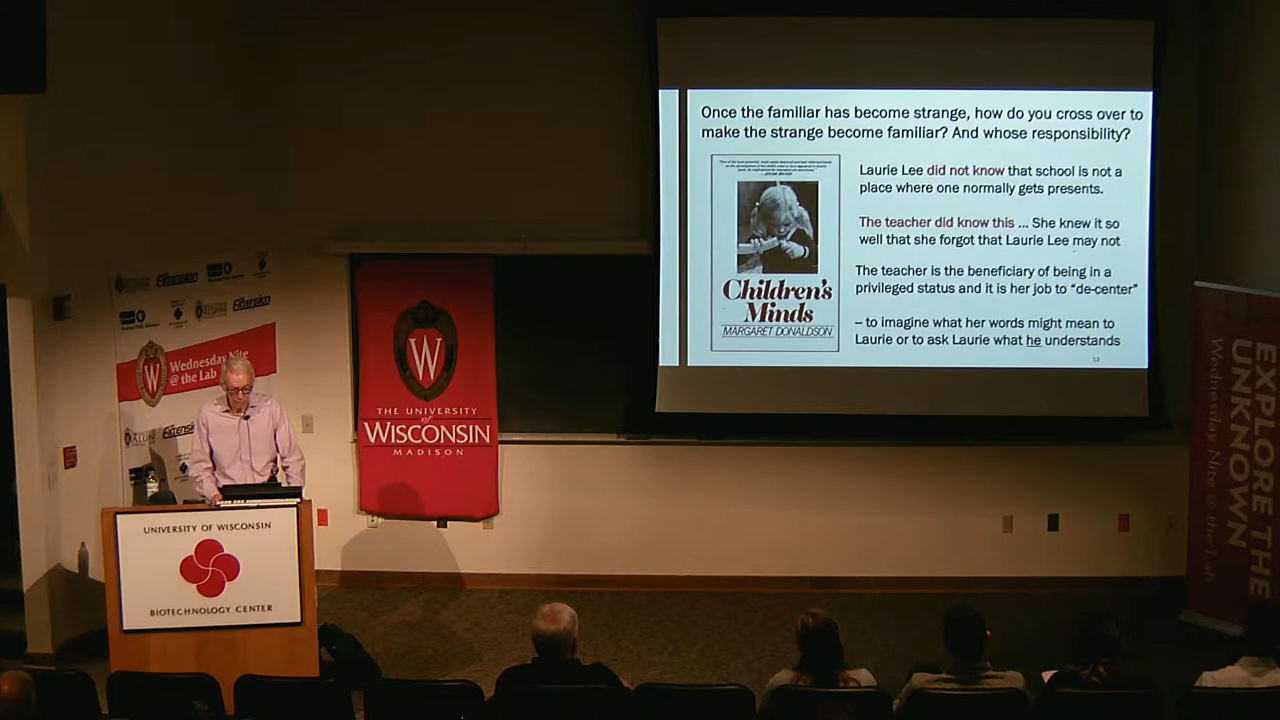 Once the familiar has become strange, how do you cross over to
make the strange become familiar? And whose responsibility?
Laurie Lee did not know that school is not a
place where one normally gets presents.
The teacher did know this ... She knew it so
well that she forgot that Laurie Lee may not
The teacher is the beneficiary of being in a
privileged status and it is her job to “de-center”
– to imagine what her words might mean to
Laurie or to ask Laurie what he understands
13
Children's
Minds
MARGARET DONALDSON
Extension
Extension
Wednesday Nite
@ the Lab
W
W
THE UNIVERSITY
of
WISCONSIN
MADISON
UNIVERSITY OF WISCONSIN
BIOTECHNOLOGY CENTER
EXPLORE THE
UNKNOWN
Wednesday Nite @ the Lab